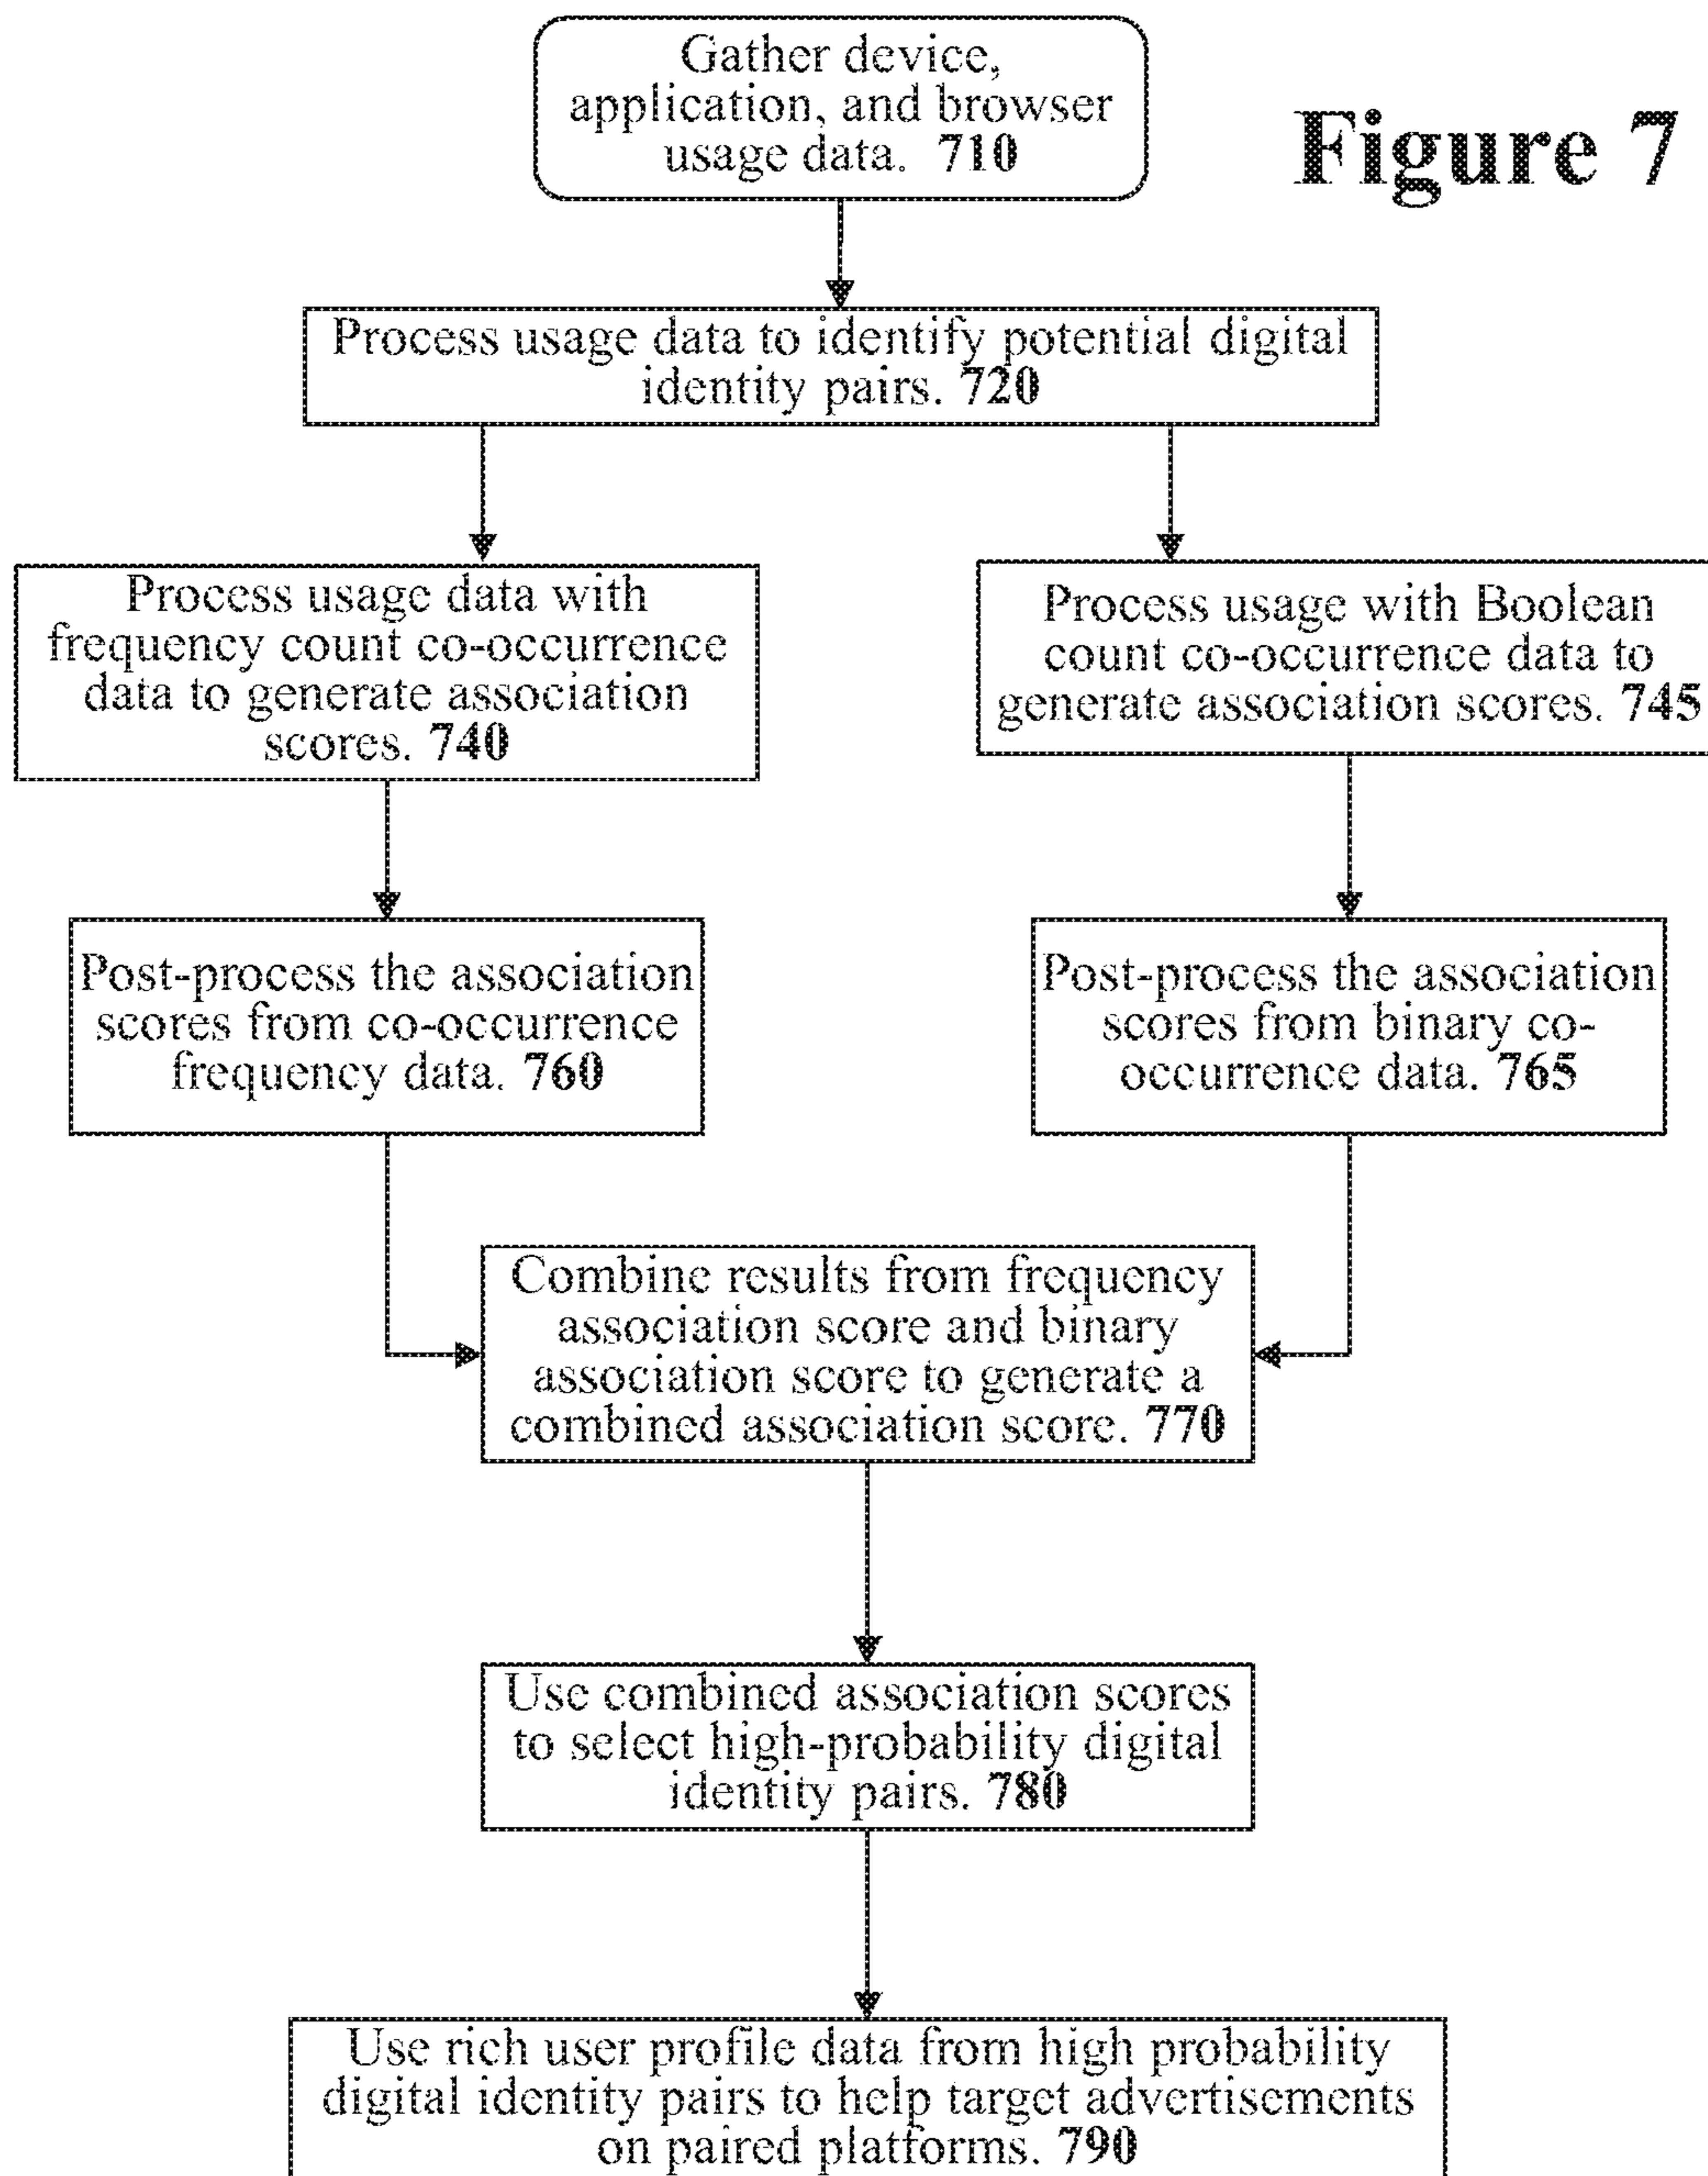 Gather device,
application, and browser
usage data. 710
Figure 7
Process usage data to identify potential digital
identity pairs. 720
Process usage data with
frequency count co-occurrence
data to generate association
scores. 740
Process usage with Boolean
count co-occurrence data to
generate association scores. 745
Post-process the association
scores from co-occurrence
frequency data. 760
Post-process the association
scores from binary co-
occurrence data. 765
Combine results from frequency
association score and binary
association score to generate a
combined association score. 770
Use combined association scores
to select high-probability digital
identity pairs. 780
Use rich user profile data from high probability
digital identity pairs to help target advertisements
on paired platforms. 790